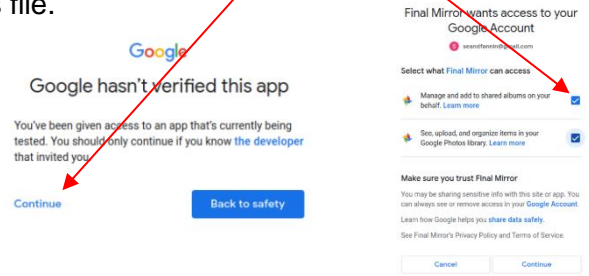 s file.
Google
Google hasn't verified this app
You've been given access to an app that's currently being
tested. You should only continue if you know the developer
that invited you.
Continue
Back to safety
Final Mirror wants access to your
Google Account
seandfannin@gmail.com
Select what Final Mirror can access
Manage and add to shared albums on your
behalf. Learn more
See, upload, and organize items in your
Google Photos library. Learn more
Make sure you trust Final Mirror
You may be sharing sensitive info with this site or app. You
can always see or remove access in your Google Account.
Learn how Google helps you share data safely.
See Final Mirror's Privacy Policy and Terms of Service.
Cancel
Continue